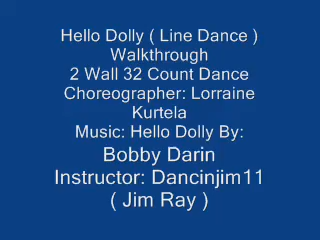 Hello Dolly ( Line Dance )
Walkthrough
2 Wall 32 Count Dance
Choreographer: Lorraine
Kurtela
Music: Hello Dolly By:
Bobby Darin
Instructor: Dancinjim11
( Jim Ray )